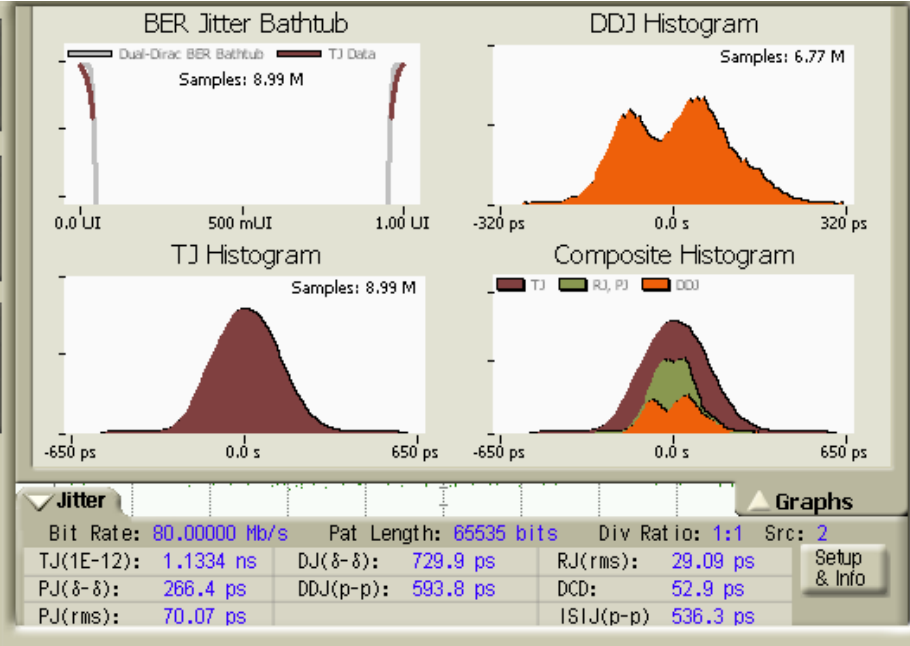 BER Jitter Bathtub
Dual-Dirac BER Bathtub TJ Data
Samples: 8.99 M
0.0 UI 500 mUI 1.00 UI
DDJ Histogram
Samples: 6.77 M
-320 ps 0.0 s 320 ps
TJ Histogram
Samples: 8.99 M
-650 ps 0.0 s 650 ps
Composite Histogram
TJ RJ, PJ DDJ
-650 ps 0.0 s 650 ps
Jitter Graphs
Bit Rate: 80.00000 Mb/s Pat Length: 65535 bits Div Ratio: 1:1 Src: 2
TJ(1E-12): 1.1334 ns DJ(δ-δ): 729.9 ps RJ(rms): 29.09 ps
PJ(δ-δ): 266.4 ps DDJ(p-p): 593.8 ps DCD: 52.9 ps
PJ(rms): 70.07 ps ISIJ(p-p) 536.3 ps
Setup
& Info